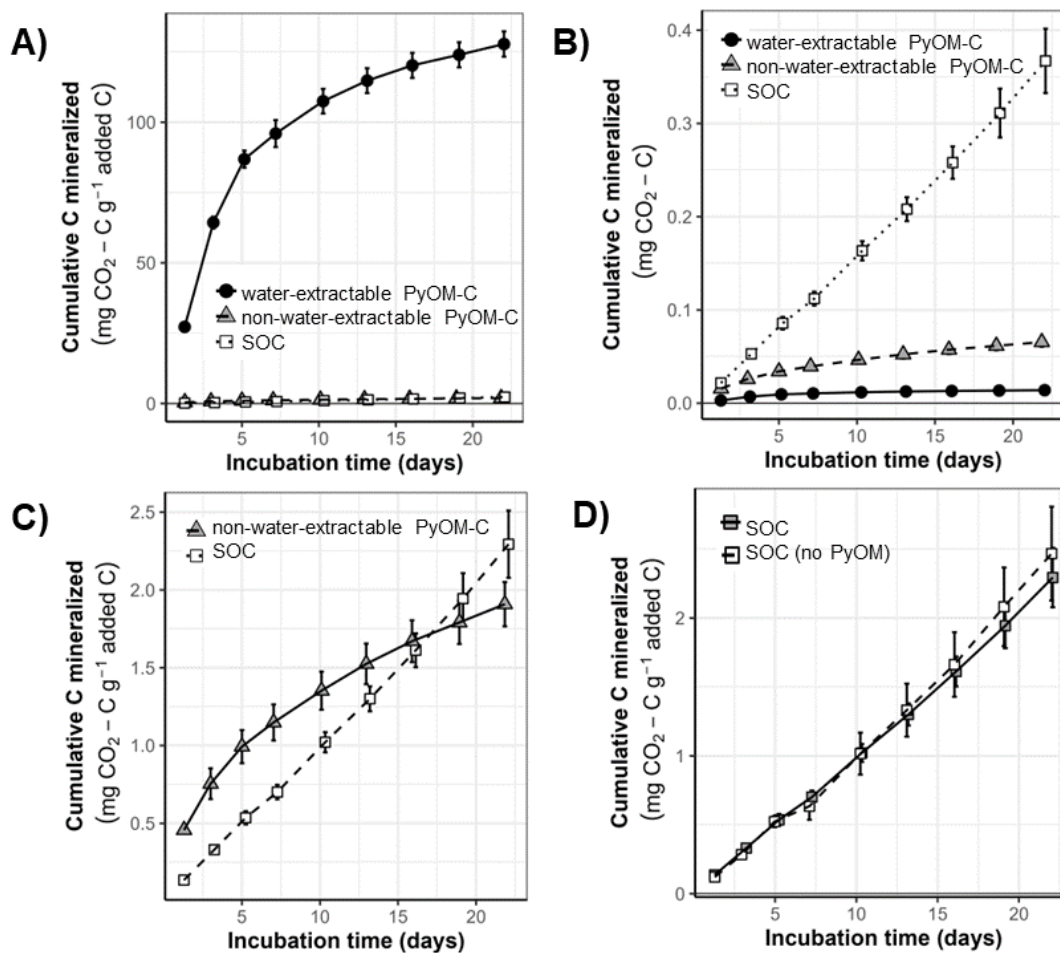 A)
Cumulative C mineralized
(mg CO₂ – C g⁻¹ added C)
100
50
0
water-extractable PyOM-C
non-water-extractable PyOM-C
SOC
5
10
15
20
Incubation time (days)
B)
Cumulative C mineralized
(mg CO₂ – C)
0.4
0.3
0.2
0.1
0.0
water-extractable PyOM-C
non-water-extractable PyOM-C
SOC
5
10
15
20
Incubation time (days)
C)
Cumulative C mineralized
(mg CO₂ – C g⁻¹ added C)
2.5
2.0
1.5
1.0
0.5
non-water-extractable PyOM-C
SOC
5
10
15
20
Incubation time (days)
D)
Cumulative C mineralized
(mg CO₂ – C g⁻¹ added C)
2
1
0
SOC
SOC (no PyOM)
5
10
15
20
Incubation time (days)